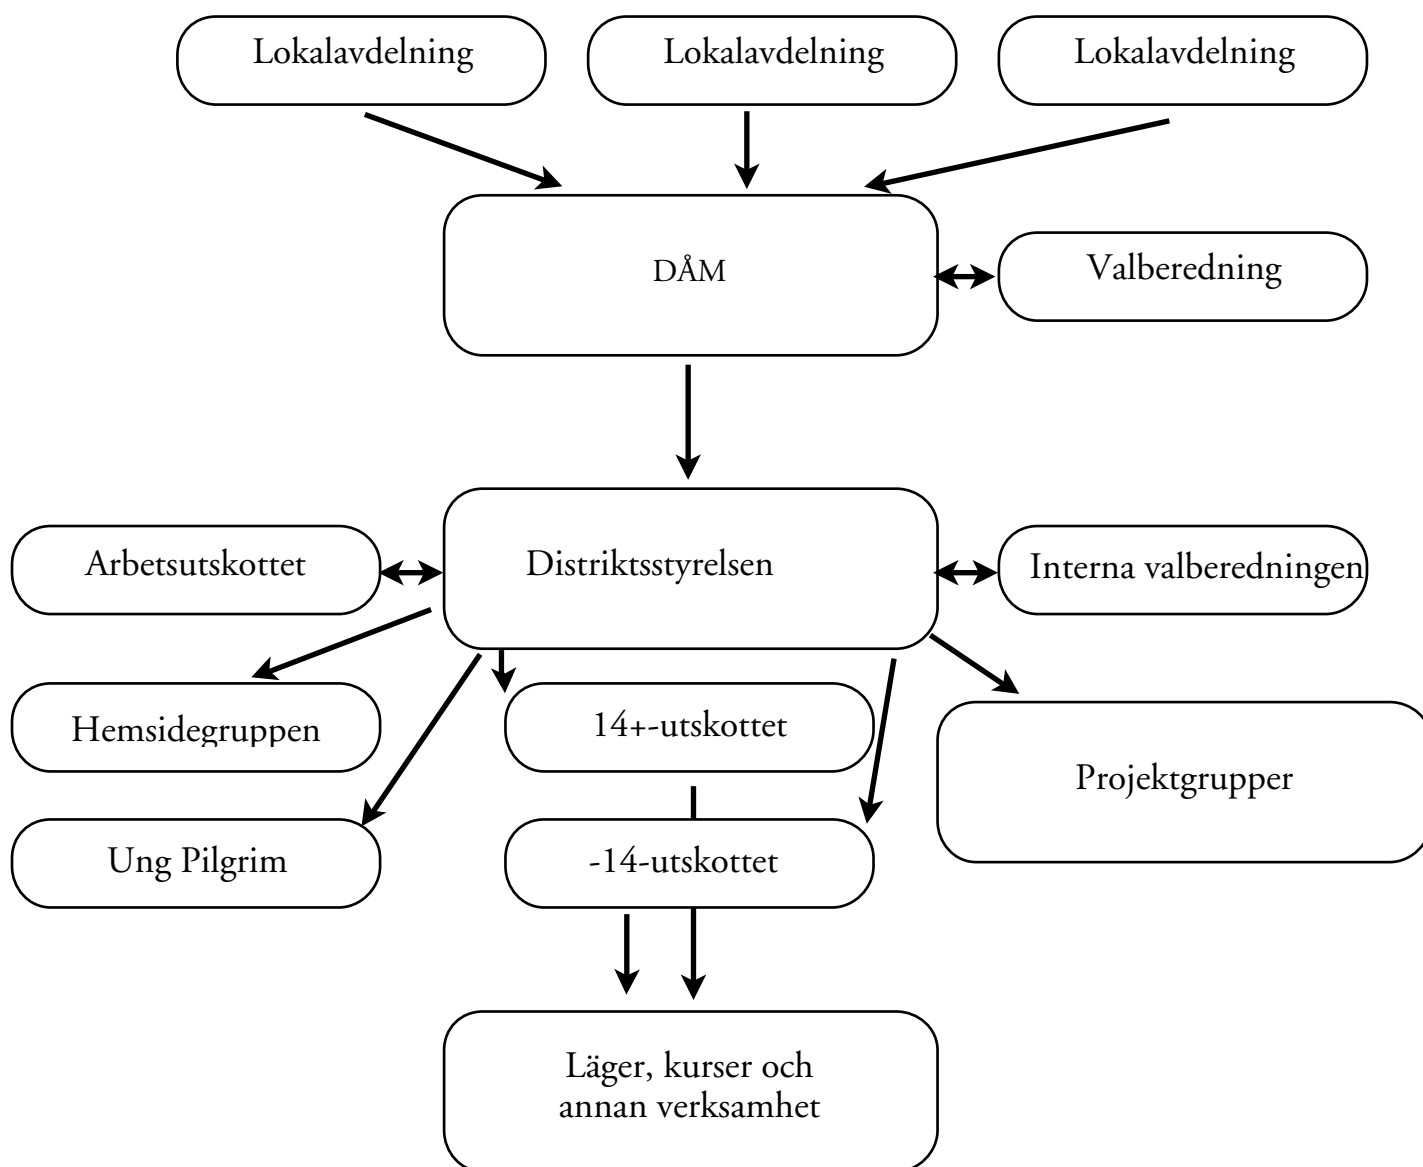 Lokalavdelning
Lokalavdelning
Lokalavdelning
DÅM
Valberedning
Arbetsutskottet
Distriktsstyrelsen
Interna valberedningen
Hemsidegruppen
14+-utskottet
Projektgrupper
Ung Pilgrim
-14-utskottet
Läger, kurser och
annan verksamhet